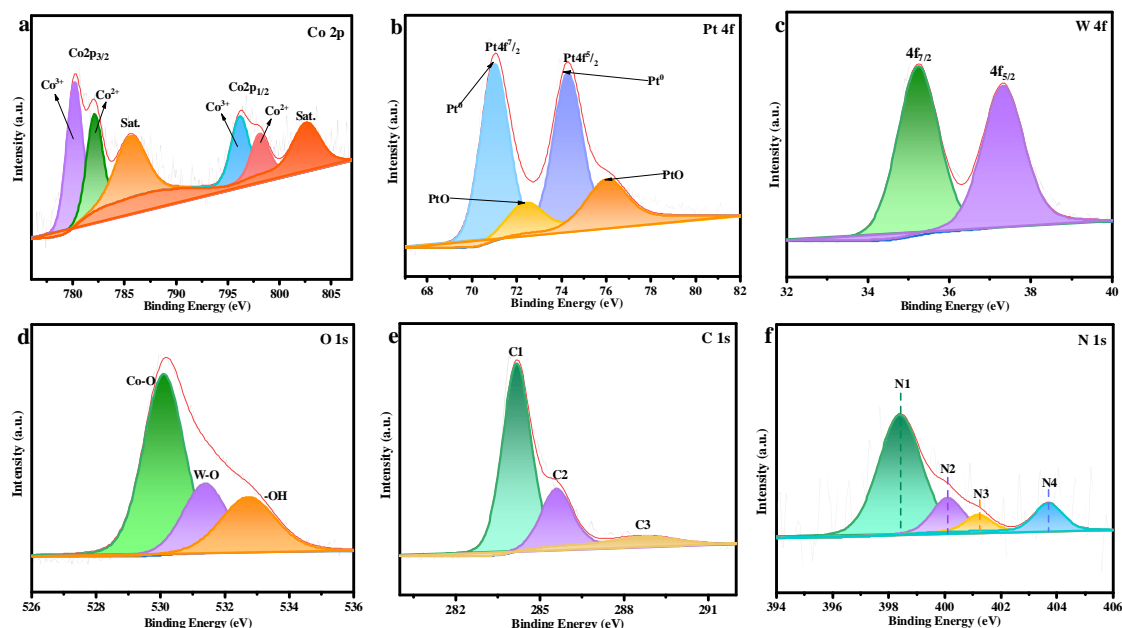 a
Co 2p
Co2p3/2
Co3+
Co2+
Sat.
Co2p1/2
Co3+
Co2+
Sat.
Intensity (a.u.)
780 785 790 795 800 805
Binding Energy (eV)
b
Pt 4f
Pt4f7/2
Pt4f5/2
Pt0
Pt0
PtO
PtO
Intensity (a.u.)
68 70 72 74 76 78 80 82
Binding Energy (eV)
c
W 4f
4f7/2
4f5/2
Intensity (a.u.)
32 34 36 38 40
Binding Energy (eV)
d
O 1s
Co-O
W-O
-OH
Intensity (a.u.)
526 528 530 532 534 536
Binding Energy (eV)
e
C 1s
C1
C2
C3
Intensity (a.u.)
282 285 288 291
Binding Energy (eV)
f
N 1s
N1
N2
N3
N4
Intensity (a.u.)
394 396 398 400 402 404 406
Binding Energy (eV)